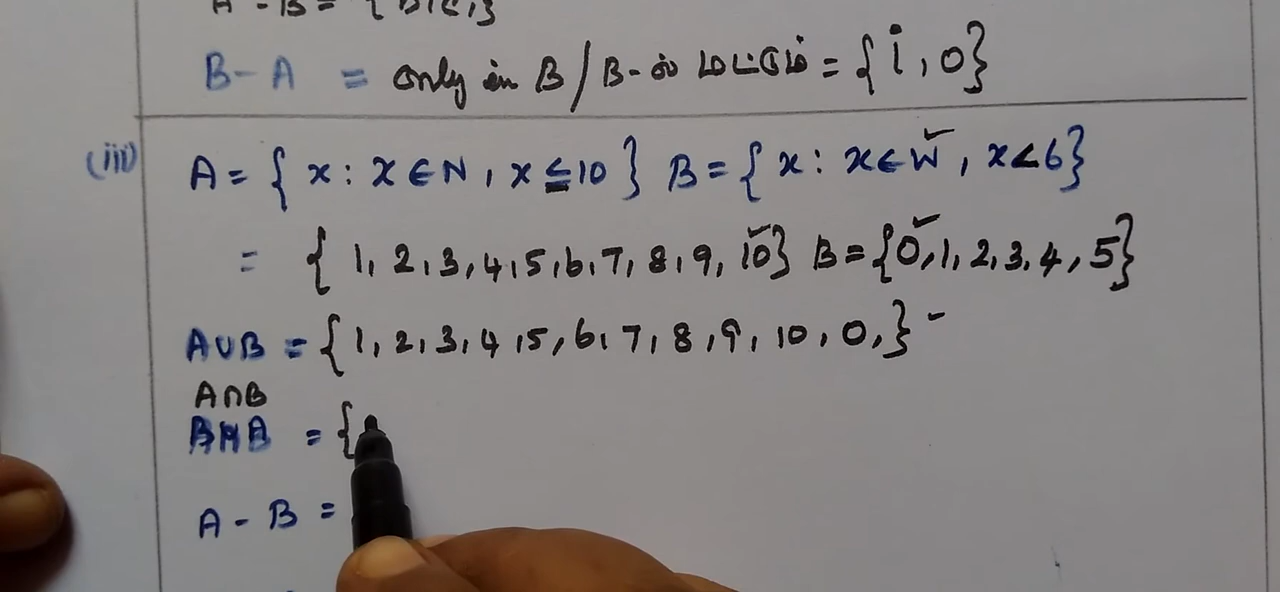 A - B =
B - A = only in B / B-ல் மட்டும் = {i, 0}
(iii) A = { x : x ∈ N, x ≤ 10 } B = { x : x ∈ W, x < 6 }
= { 1, 2, 3, 4, 5, 6, 7, 8, 9, 10 } B = {0, 1, 2, 3, 4, 5}
A∪B = {1, 2, 3, 4, 5, 6, 7, 8, 9, 10, 0, }
A∩B
= {
A - B =